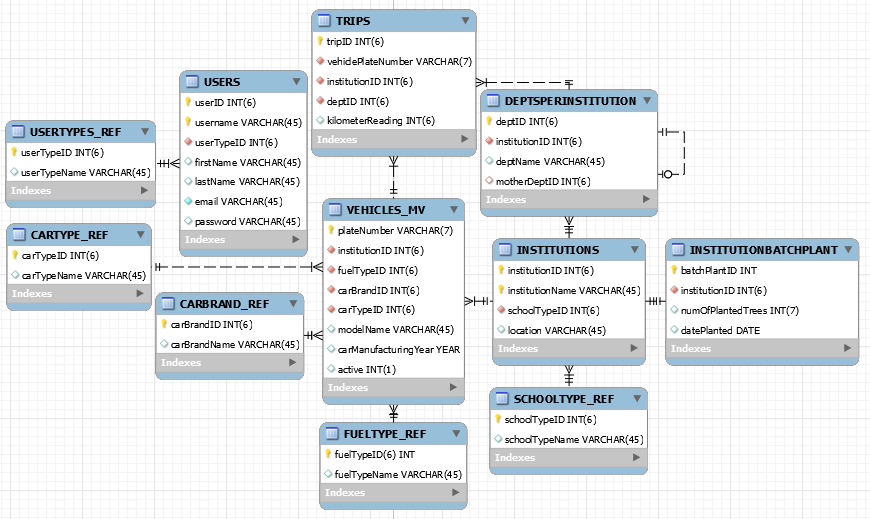 TRIPS
tripID INT(6)
vehiclePlateNumber VARCHAR(7)
institutionID INT(6)
deptID INT(6)
kilometerReading INT(6)
Indexes
USERS
userID INT(6)
username VARCHAR(45)
userTypeID INT(6)
firstName VARCHAR(45)
lastName VARCHAR(45)
email VARCHAR(45)
password VARCHAR(45)
Indexes
DEPTSPERINSTITUTION
deptID INT(6)
institutionID INT(6)
deptName VARCHAR(45)
motherDeptID INT(6)
Indexes
USERTYPES_REF
userTypeID INT(6)
userTypeName VARCHAR(45)
Indexes
VEHICLES_MV
plateNumber VARCHAR(7)
institutionID INT(6)
fuelTypeID INT(6)
carBrandID INT(6)
carTypeID INT(6)
modelName VARCHAR(45)
carManufacturingYear YEAR
active INT(1)
Indexes
CARTYPE_REF
carTypeID INT(6)
carTypeName VARCHAR(45)
Indexes
INSTITUTIONS
institutionID INT(6)
institutionName VARCHAR(45)
schoolTypeID INT(6)
location VARCHAR(45)
Indexes
INSTITUTIONBATCHPLANT
batchPlantID INT
institutionID INT(6)
numOfPlantedTrees INT(7)
datePlanted DATE
Indexes
CARBRAND_REF
carBrandID INT(6)
carBrandName VARCHAR(45)
Indexes
SCHOOLTYPE_REF
schoolTypeID INT(6)
schoolTypeName VARCHAR(45)
Indexes
FUELTYPE_REF
fuelTypeID(6) INT
fuelTypeName VARCHAR(45)
Indexes